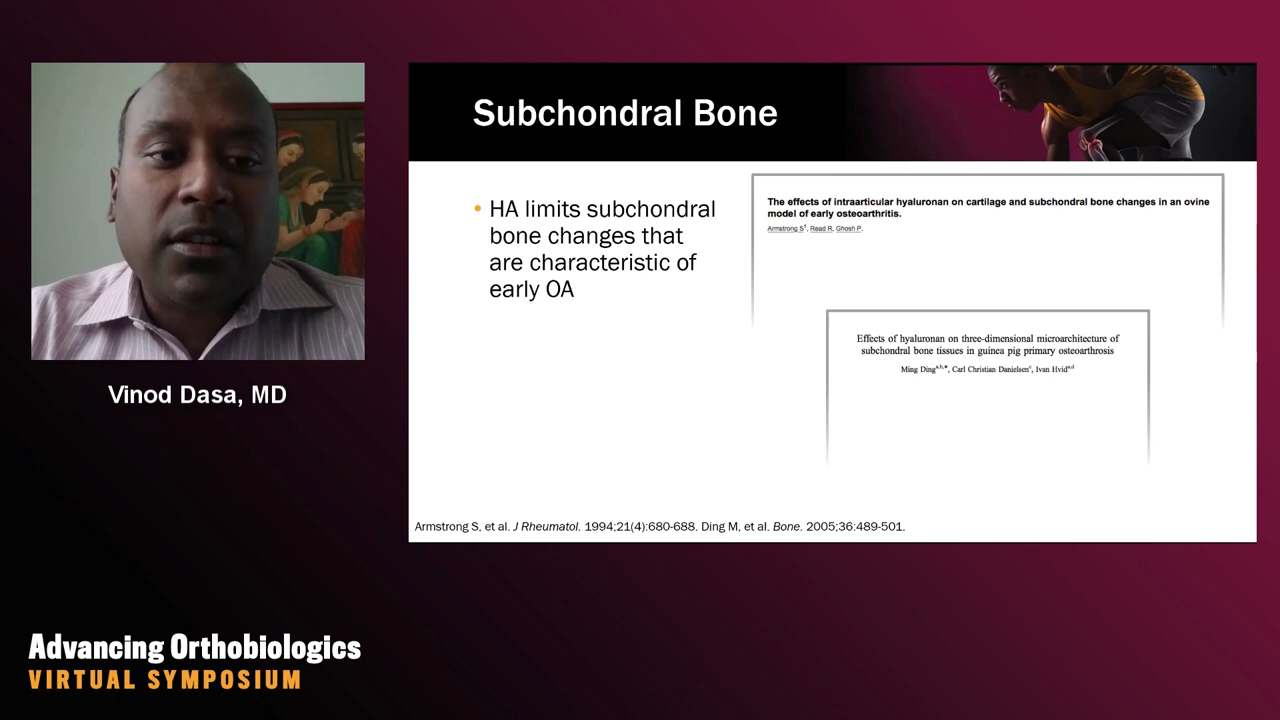 Subchondral Bone
• HA limits subchondral
bone changes that
are characteristic of
early OA
The effects of intraarticular hyaluronan on cartilage and subchondral bone changes in an ovine
model of early osteoarthritis.
Armstrong S1, Read R, Ghosh P.
Effects of hyaluronan on three-dimensional microarchitecture of
subchondral bone tissues in guinea pig primary osteoarthrosis
Ming Dinga,b,*, Carl Christian Danielsenc, Ivan Hvida,d
Armstrong S, et al. J Rheumatol. 1994;21(4):680-688. Ding M, et al. Bone. 2005;36:489-501.
Vinod Dasa, MD
Advancing Orthobiologics
VIRTUAL SYMPOSIUM